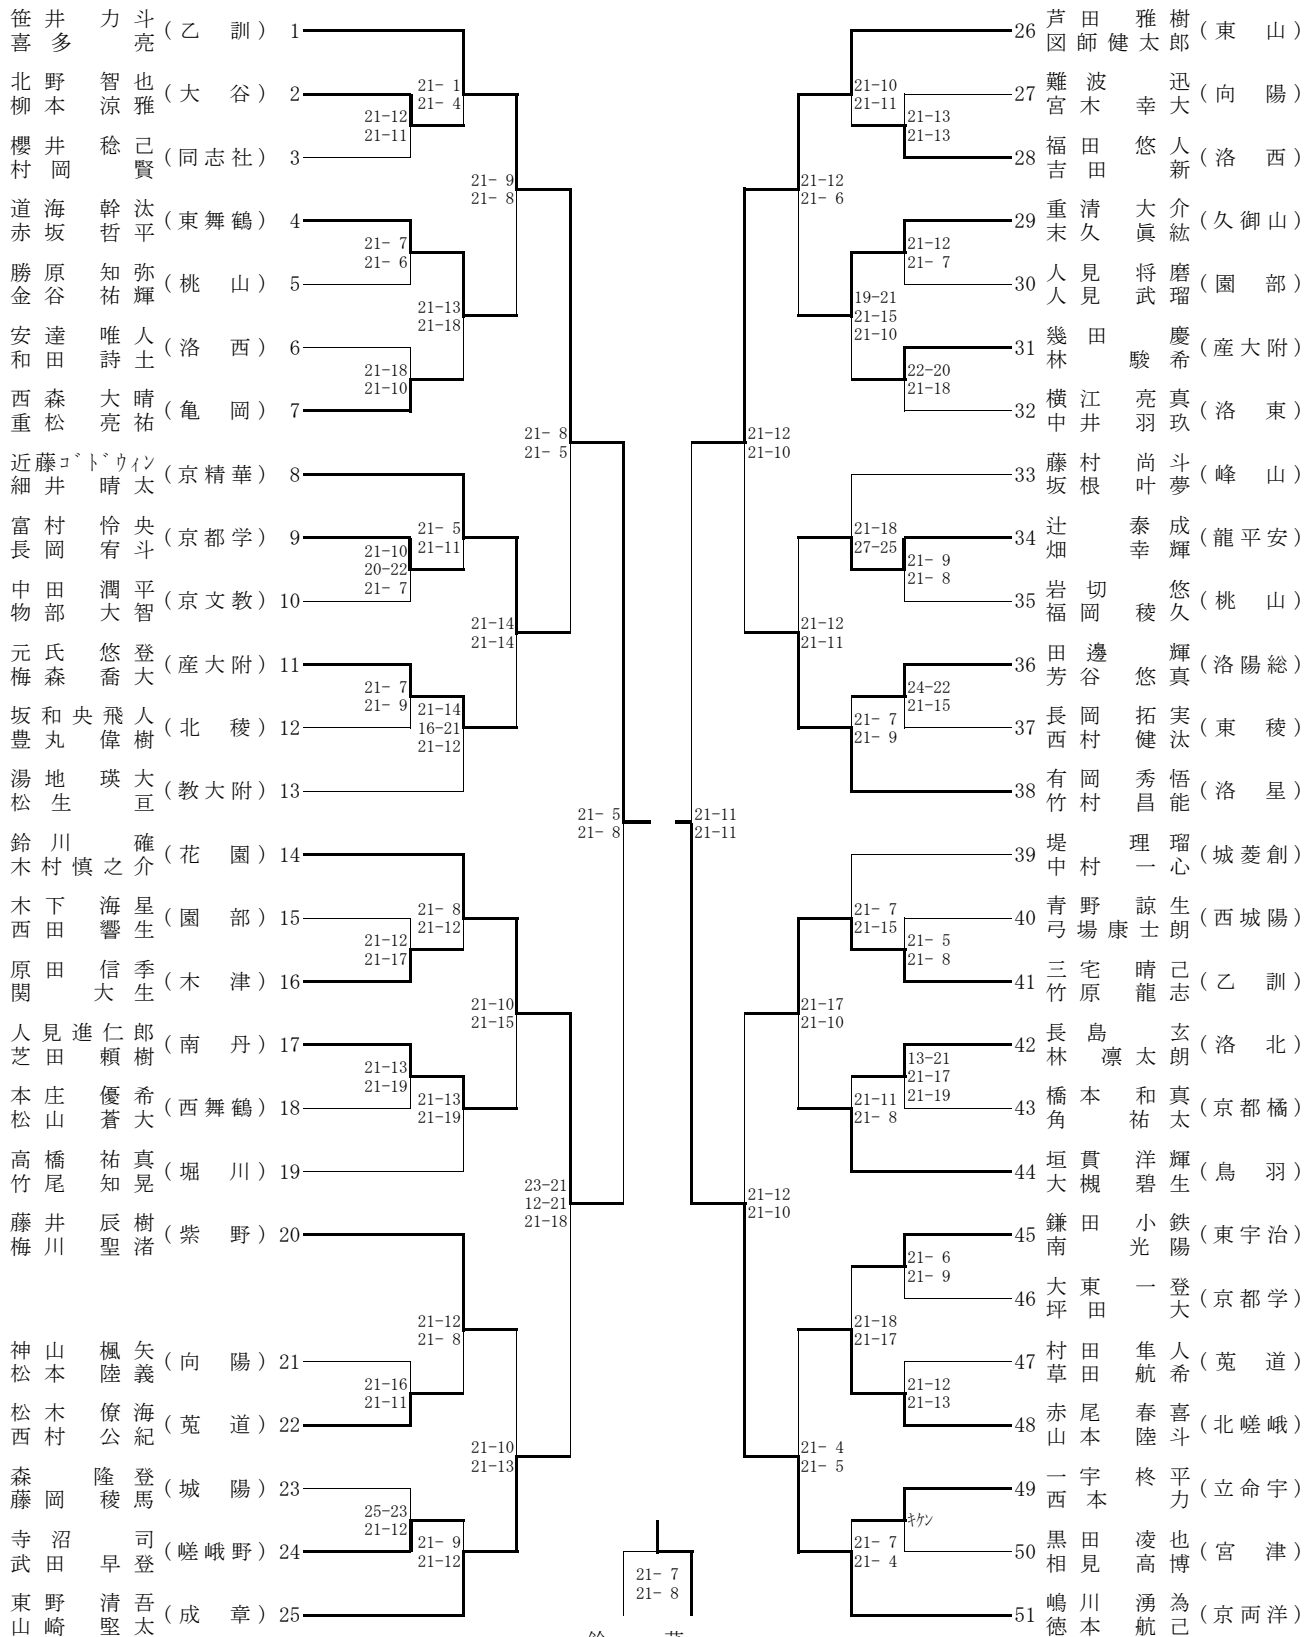 笹井 力斗
喜多 亮
(乙訓) 1
北野 智也
柳本 涼雅
(大谷) 2
櫻井 稔己
村岡 賢
(同志社) 3
道海 幹汰
赤坂 哲平
(東舞鶴) 4
勝原 知弥
金谷 祐輝
(桃山) 5
安達 唯人
和田 詩土
(洛西) 6
西森 大晴
重松 亮祐
(亀岡) 7
近藤ゴドウィン
細井 晴太
(京精華) 8
富村 怜央
長岡 宥斗
(京都学) 9
中田 潤平
物部 大智
(京文教) 10
元氏 悠登
梅森 喬大
(産大附) 11
坂和 央飛人
豊丸 偉樹
(北稜) 12
湯地 瑛大
松生 亘
(教大附) 13
鈴川 確
木村 慎之介
(花園) 14
木下 海星
西田 響生
(園部) 15
原田 信季
関 大生
(木津) 16
人見 進仁郎
芝田 頼樹
(南丹) 17
本庄 優希
松山 蒼大
(西舞鶴) 18
高橋 祐真
竹尾 知晃
(堀川) 19
藤井 辰樹
梅川 聖渚
(紫野) 20
神山 楓矢
松本 陸義
(向陽) 21
松木 僚海
西村 公紀
(莵道) 22
森 隆登
藤岡 稜馬
(城陽) 23
寺沼 司
武田 早登
(嵯峨野) 24
東野 清吾
山崎 堅太
(成章) 25
21-12
21-11
21- 7
21- 6
21-18
21-10
21-10
20-22
21- 7
21- 7
21- 9
21-12
21-17
21-13
21-19
21-16
21-11
25-23
21-12
21- 1
21- 4
21-13
21-18
21- 5
21-11
21-14
16-21
21-12
21- 8
21-12
21-13
21-19
21-12
21- 8
21- 9
21-12
21- 9
21- 8
21-14
21-14
21-10
21-15
21-10
21-13
21- 8
21- 5
23-21
12-21
21-18
21- 5
21- 8
21-11
21-11
21- 7
21- 8
21-12
21-10
21-12
21-10
21-12
21- 6
21-12
21-11
21-17
21-10
21- 4
21- 5
21-10
21-11
19-21
21-15
21-10
21-18
27-25
21- 7
21- 9
21- 7
21-15
21-11
21- 8
21-18
21-17
21- 7
21- 4
21-13
21-13
21-12
21- 7
22-20
21-18
21- 9
21- 8
24-22
21-15
21- 5
21- 8
13-21
21-17
21-19
21- 6
21- 9
21-12
21-13
キケン
26 芦田 雅樹
図師 健太郎
(東山)
27 難波 迅
宮木 幸大
(向陽)
28 福田 悠人
吉田 新
(洛西)
29 重清 大介
末久 眞紘
(久御山)
30 人見 将磨
人見 武瑠
(園部)
31 幾田 慶
林 駿希
(産大附)
32 横江 亮真
中井 羽玖
(洛東)
33 藤村 尚斗
坂根 叶夢
(峰山)
34 辻 泰成
畑 幸輝
(龍平安)
35 岩切 悠
福岡 稜久
(桃山)
36 田邊 輝
芳谷 悠真
(洛陽総)
37 長岡 拓実
西村 健汰
(東稜)
38 有岡 秀悟
竹村 昌能
(洛星)
39 堤 理瑠
中村 一心
(城菱創)
40 青野 諒生
弓場 康士朗
(西城陽)
41 三宅 晴己
竹原 龍志
(乙訓)
42 長島 玄
林 凛太朗
(洛北)
43 橋本 和真
角 祐太
(京都橘)
44 垣貫 洋輝
大槻 碧生
(鳥羽)
45 鎌田 小鉄
南 光陽
(東宇治)
46 大東 一登
坪田 大
(京都学)
47 村田 隼人
草田 航希
(莵道)
48 赤尾 春喜
山本 陸斗
(北嵯峨)
49 一宇 柊平
西本 力
(立命宇)
50 黒田 凌也
相見 高博
(宮津)
51 嶋川 湧為
徳本 航己
(京両洋)